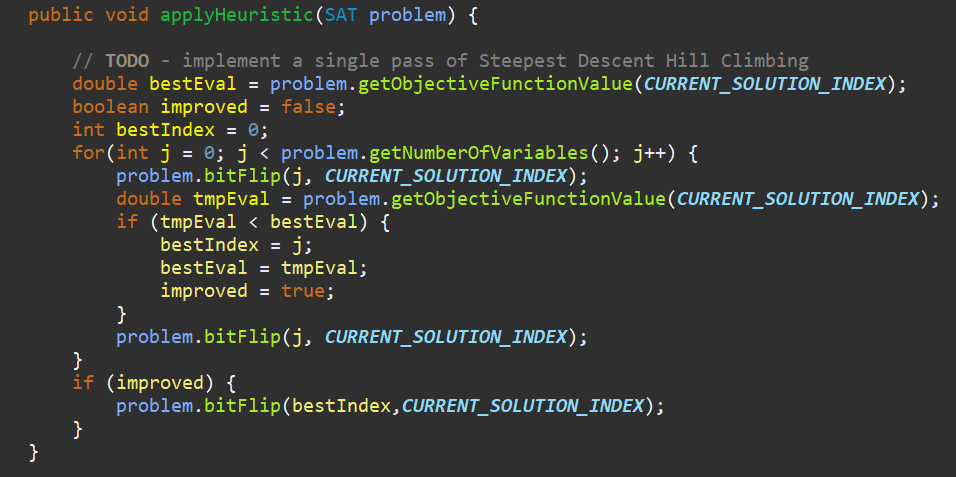 public void applyHeuristic(SAT problem) {
// TODO - implement a single pass of Steepest Descent Hill Climbing
double bestEval = problem.getObjectiveFunctionValue(CURRENT_SOLUTION_INDEX);
boolean improved = false;
int bestIndex = 0;
for(int j = 0; j < problem.getNumberOfVariables(); j++) {
problem.bitFlip(j, CURRENT_SOLUTION_INDEX);
double tmpEval = problem.getObjectiveFunctionValue(CURRENT_SOLUTION_INDEX);
if (tmpEval < bestEval) {
bestIndex = j;
bestEval = tmpEval;
improved = true;
}
problem.bitFlip(j, CURRENT_SOLUTION_INDEX);
}
if (improved) {
problem.bitFlip(bestIndex,CURRENT_SOLUTION_INDEX);
}
}